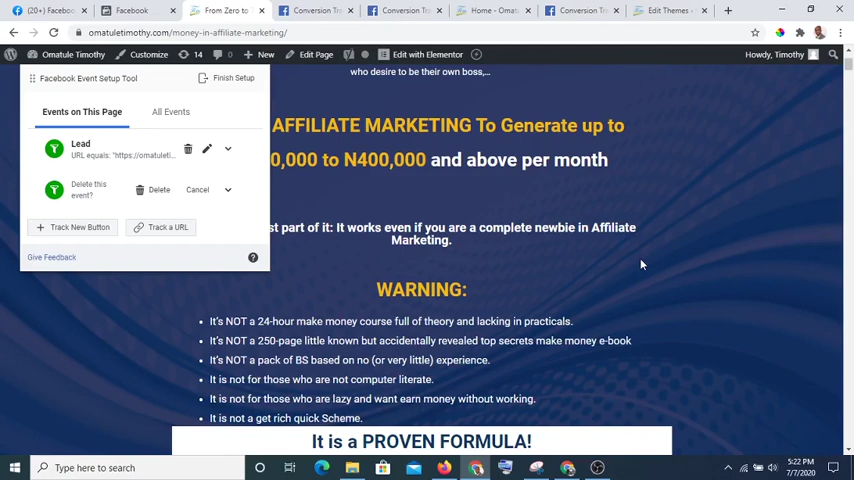 (20+) Facebo
Facebook
From Zero to
Conversion Tra
Conversion Tra
Home - Omatu
Conversion Tra
Edit Themes
omatuletimothy.com/money-in-affiliate-marketing/
Omatule Timothy
Customize
14
0
New
Edit Page
Edit with Elementor
Howdy, Timothy
who desire to be their own boss,...
Facebook Event Setup Tool
Finish Setup
Events on This Page
All Events
Lead
URL equals: "https://omatuleti...
Delete this event?
Delete
Cancel
Track New Button
Track a URL
Give Feedback
AFFILIATE MARKETING To Generate up to
0,000 to N400,000 and above per month
st part of it: It works even if you are a complete newbie in Affiliate
Marketing.
WARNING:
It's NOT a 24-hour make money course full of theory and lacking in practicals.
It's NOT a 250-page little known but accidentally revealed top secrets make money e-book
It's NOT a pack of BS based on no (or very little) experience.
It is not for those who are not computer literate.
It is not for those who are lazy and want earn money without working.
It is not a get rich quick Scheme.
It is a PROVEN FORMULA!
Type here to search
5:22 PM
7/7/2020